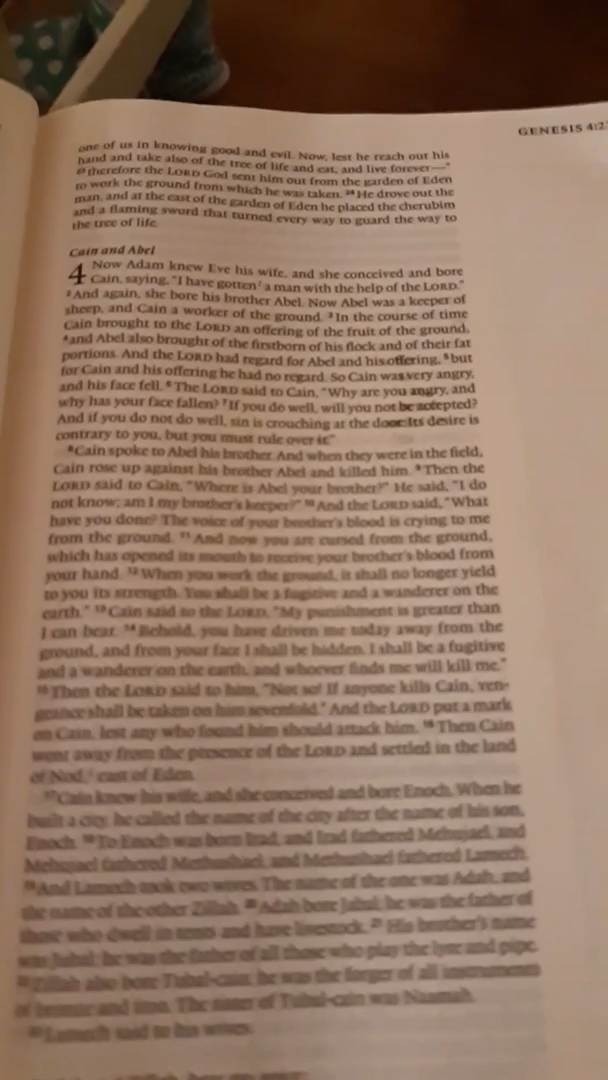 GENESIS 4:2
one of us in knowing good and evil. Now, lest he reach out his
hand and take also of the tree of life and eat, and live forever—"
²³ therefore the LORD God sent him out from the garden of Eden
to work the ground from which he was taken. ²⁴ He drove out the
man, and at the east of the garden of Eden he placed the cherubim
and a flaming sword that turned every way to guard the way to
the tree of life.
Cain and Abel
4 Now Adam knew Eve his wife, and she conceived and bore
Cain, saying, "I have gotten¹ a man with the help of the LORD."
² And again, she bore his brother Abel. Now Abel was a keeper of
sheep, and Cain a worker of the ground. ³ In the course of time
Cain brought to the LORD an offering of the fruit of the ground,
⁴ and Abel also brought of the firstborn of his flock and of their fat
portions. And the LORD had regard for Abel and his offering, ⁵ but
for Cain and his offering he had no regard. So Cain was very angry,
and his face fell. ⁶ The LORD said to Cain, "Why are you angry, and
why has your face fallen? ⁷ If you do well, will you not be accepted?
And if you do not do well, sin is crouching at the door. Its desire is
contrary to you, but you must rule over it."
⁸ Cain spoke to Abel his brother. And when they were in the field,
Cain rose up against his brother Abel and killed him. ⁹ Then the
LORD said to Cain, "Where is Abel your brother?" He said, "I do
not know; am I my brother's keeper?" ¹⁰ And the LORD said, "What
have you done? The voice of your brother's blood is crying to me
from the ground. ¹¹ And now you are cursed from the ground,
which has opened its mouth to receive your brother's blood from
your hand. ¹² When you work the ground, it shall no longer yield
to you its strength. You shall be a fugitive and a wanderer on the
earth." ¹³ Cain said to the LORD, "My punishment is greater than
I can bear. ¹⁴ Behold, you have driven me today away from the
ground, and from your face I shall be hidden. I shall be a fugitive
and a wanderer on the earth, and whoever finds me will kill me."
¹⁵ Then the LORD said to him, "Not so! If anyone kills Cain, ven-
geance shall be taken on him sevenfold." And the LORD put a mark
on Cain, lest any who found him should attack him. ¹⁶ Then Cain
went away from the presence of the LORD and settled in the land
of Nod, east of Eden.
¹⁷ Cain knew his wife, and she conceived and bore Enoch. When he
built a city, he called the name of the city after the name of his son,
Enoch. ¹⁸ To Enoch was born Irad, and Irad fathered Mehujael, and
Mehujael fathered Methushael, and Methushael fathered Lamech.
¹⁹ And Lamech took two wives. The name of the one was Adah, and
the name of the other Zillah. ²⁰ Adah bore Jabal; he was the father of
those who dwell in tents and have livestock. ²¹ His brother's name
was Jubal; he was the father of all those who play the lyre and pipe.
²² Zillah also bore Tubal-cain; he was the forger of all instruments
of bronze and iron. The sister of Tubal-cain was Naamah.
²³ Lamech said to his wives: